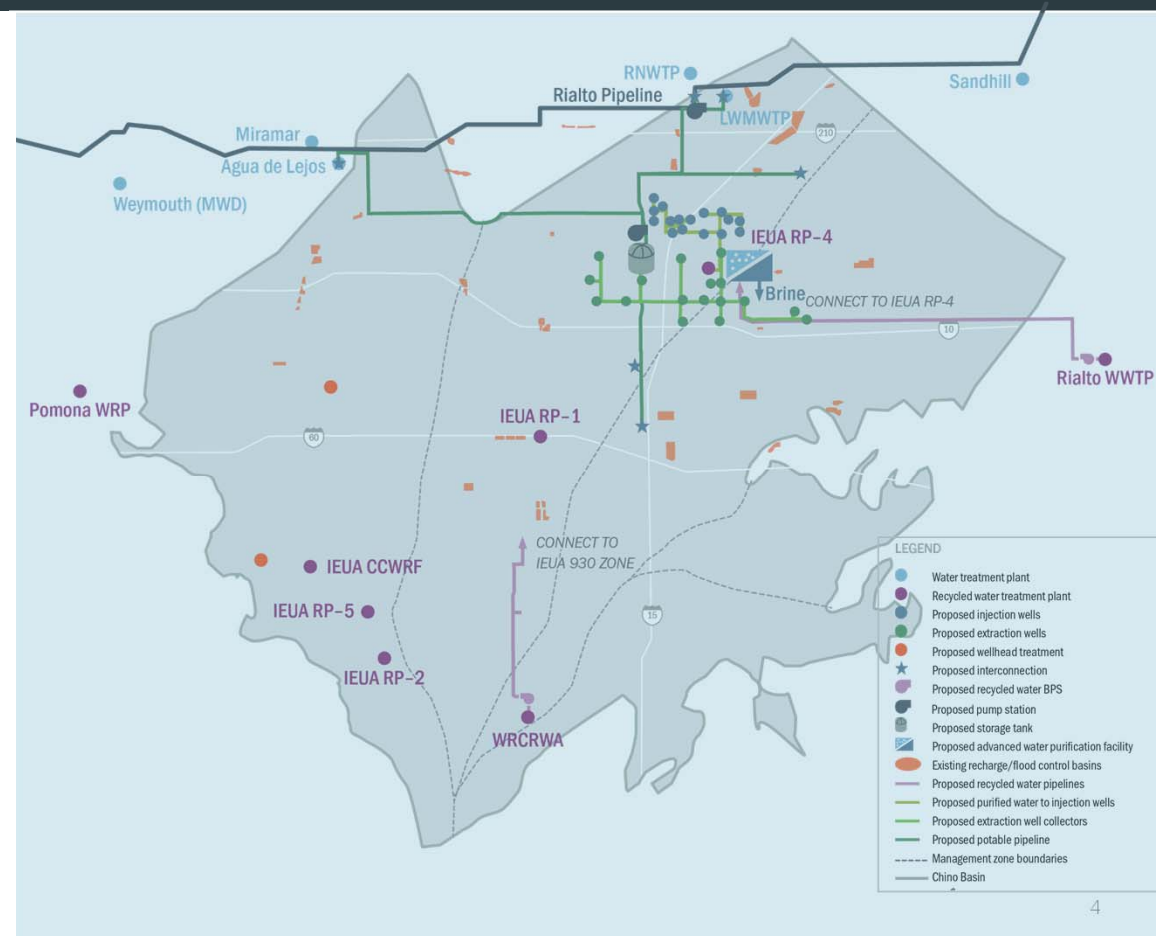 RNWTP
Sandhill
Rialto Pipeline
LWMWTP
210
Miramar
Agua de Lejos
Weymouth (MWD)
IEUA RP-4
Brine
CONNECT TO IEUA RP-4
10
Rialto WWTP
Pomona WRP
IEUA RP-1
60
CONNECT TO
IEUA 930 ZONE
IEUA CCWRF
IEUA RP-5
15
IEUA RP-2
WRCRWA
LEGEND
Water treatment plant
Recycled water treatment plant
Proposed injection wells
Proposed extraction wells
Proposed wellhead treatment
Proposed interconnection
Proposed recycled water BPS
Proposed pump station
Proposed storage tank
Proposed advanced water purification facility
Existing recharge/flood control basins
Proposed recycled water pipelines
Proposed purified water to injection wells
Proposed extraction well collectors
Proposed potable pipeline
Management zone boundaries
Chino Basin
4